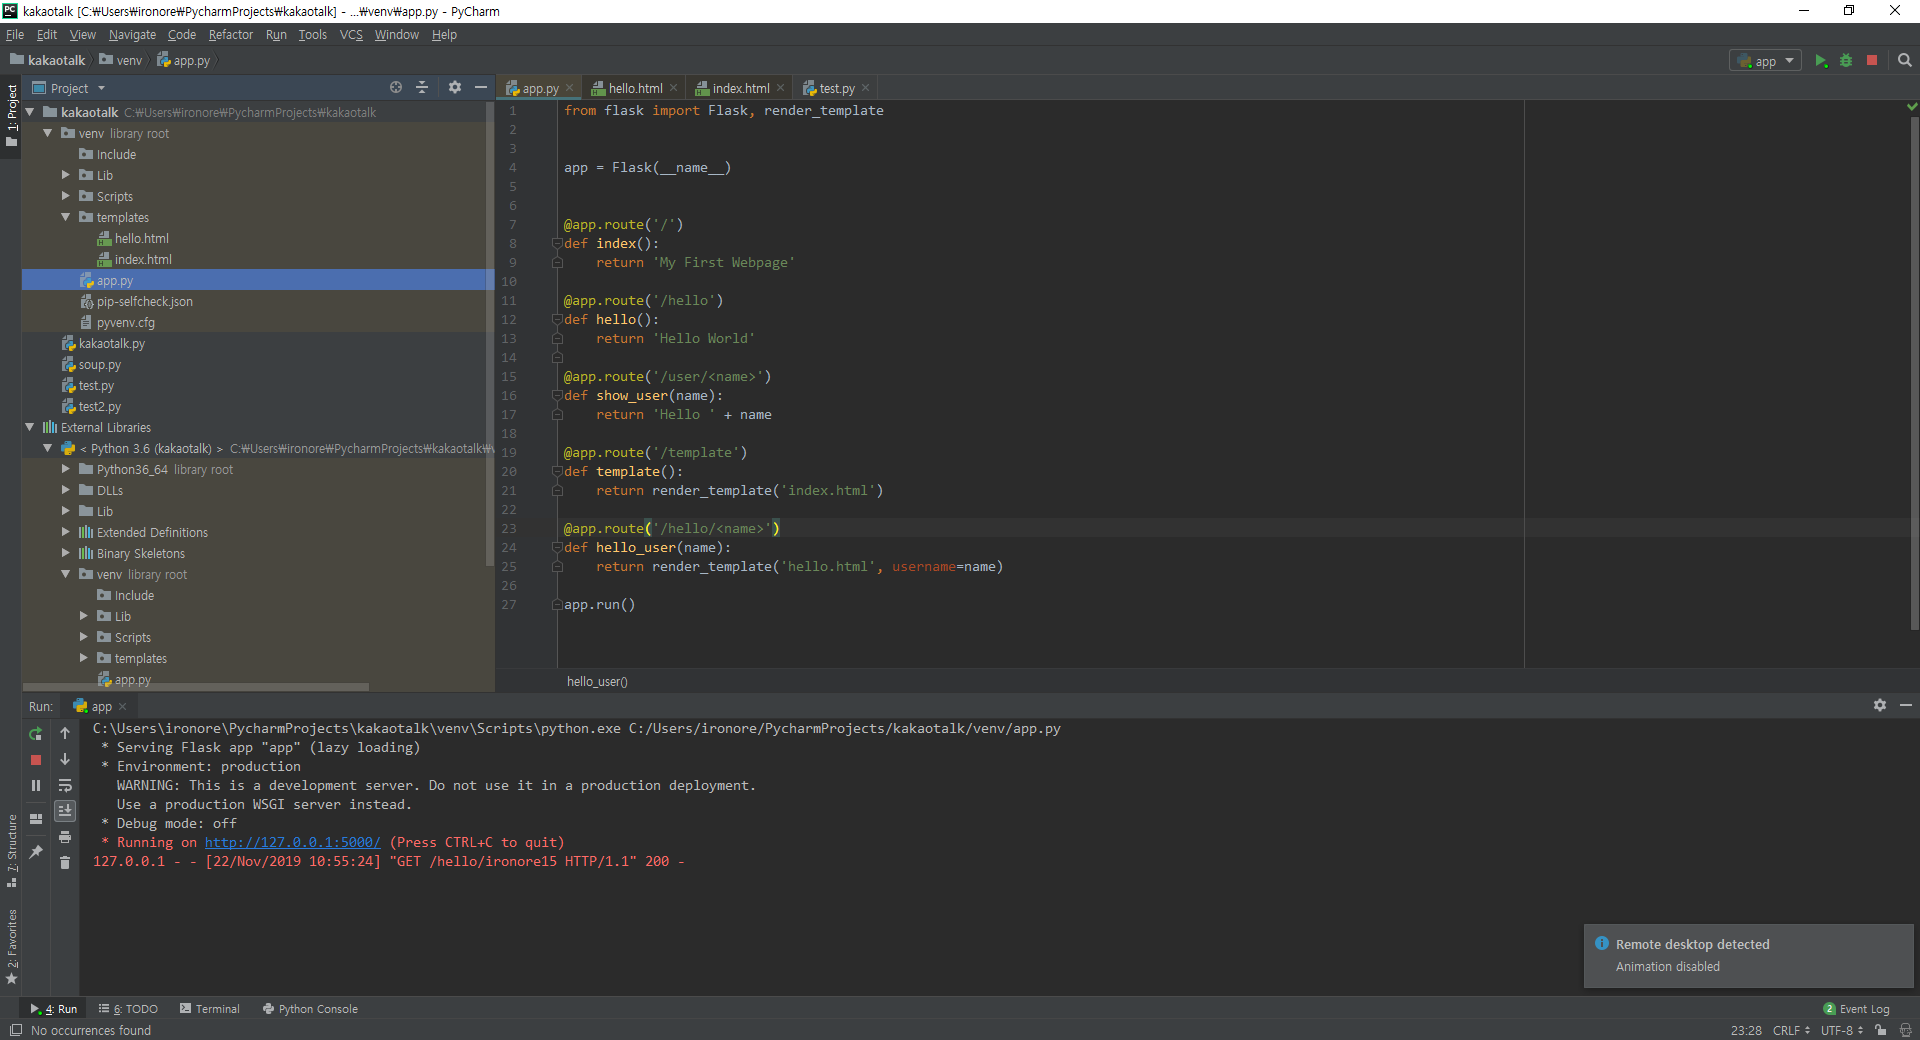 kakaotalk [C:₩Users₩ironore₩PycharmProjects₩kakaotalk] - ...₩venv₩app.py - PyCharm
File Edit View Navigate Code Refactor Run Tools VCS Window Help
kakaotalk venv app.py
app
Project
1: Project
kakaotalk C:₩Users₩ironore₩PycharmProjects₩kakaotalk
venv library root
Include
Lib
Scripts
templates
hello.html
index.html
app.py
pip-selfcheck.json
pyvenv.cfg
kakaotalk.py
soup.py
test.py
test2.py
External Libraries
< Python 3.6 (kakaotalk) > C:₩Users₩ironore₩PycharmProjects₩kakaotalk₩v
Python36_64 library root
DLLs
Lib
Extended Definitions
Binary Skeletons
venv library root
Include
Lib
Scripts
templates
app.py
app.py hello.html index.html test.py
1 from flask import Flask, render_template
2
3
4 app = Flask(__name__)
5
6
7 @app.route('/')
8 def index():
9 return 'My First Webpage'
10
11 @app.route('/hello')
12 def hello():
13 return 'Hello World'
14
15 @app.route('/user/<name>')
16 def show_user(name):
17 return 'Hello ' + name
18
19 @app.route('/template')
20 def template():
21 return render_template('index.html')
22
23 @app.route('/hello/<name>')
24 def hello_user(name):
25 return render_template('hello.html', username=name)
26
27 app.run()
hello_user()
Run: app
C:\Users\ironore\PycharmProjects\kakaotalk\venv\Scripts\python.exe C:/Users/ironore/PycharmProjects/kakaotalk/venv/app.py
* Serving Flask app "app" (lazy loading)
* Environment: production
WARNING: This is a development server. Do not use it in a production deployment.
Use a production WSGI server instead.
* Debug mode: off
* Running on http://127.0.0.1:5000/ (Press CTRL+C to quit)
127.0.0.1 - - [22/Nov/2019 10:55:24] "GET /hello/ironore15 HTTP/1.1" 200 -
7: Structure
2: Favorites
Remote desktop detected
Animation disabled
4: Run 6: TODO Terminal Python Console
2 Event Log
No occurrences found
23:28 CRLF UTF-8